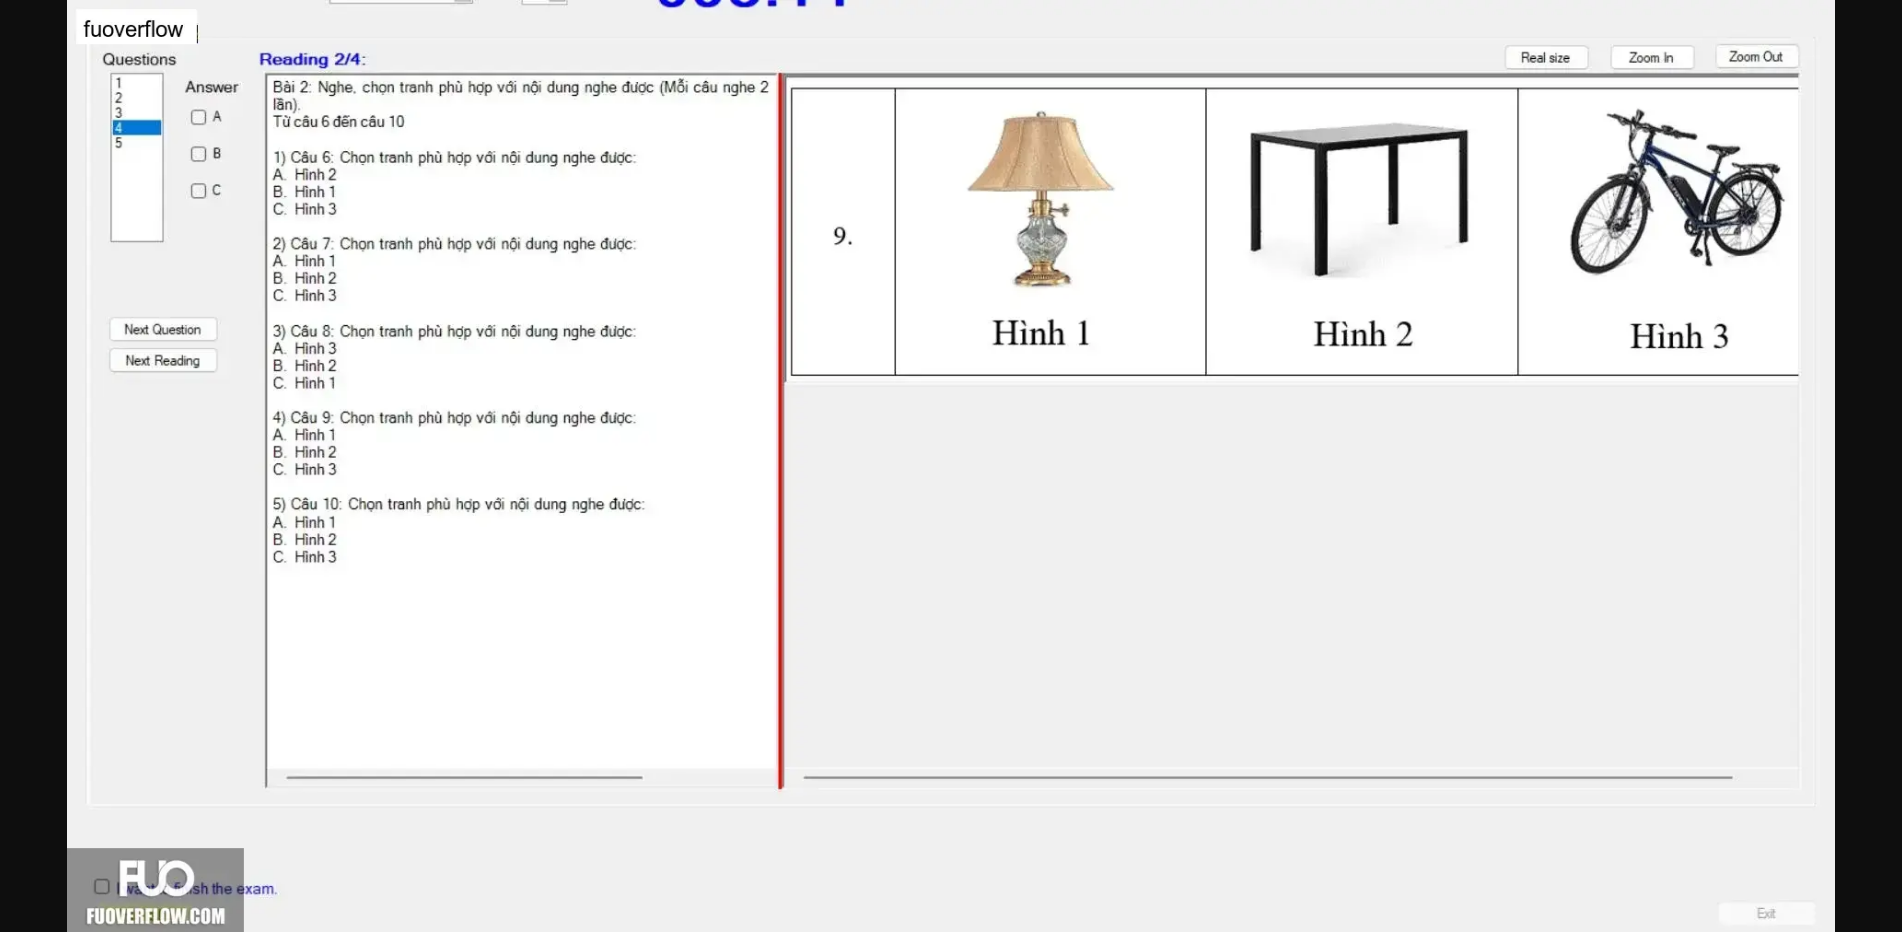 fuoverflow
Questions
Reading 2/4:
Real size
Zoom In
Zoom Out
1
2
3
4
5
Answer
A
B
C
Next Question
Next Reading
Bài 2: Nghe, chọn tranh phù hợp với nội dung nghe được (Mỗi câu nghe 2
lần).
Từ câu 6 đến câu 10
1) Câu 6: Chọn tranh phù hợp với nội dung nghe được:
A. Hình 2
B. Hình 1
C. Hình 3
2) Câu 7: Chọn tranh phù hợp với nội dung nghe được:
A. Hình 1
B. Hình 2
C. Hình 3
3) Câu 8: Chọn tranh phù hợp với nội dung nghe được:
A. Hình 3
B. Hình 2
C. Hình 1
4) Câu 9: Chọn tranh phù hợp với nội dung nghe được:
A. Hình 1
B. Hình 2
C. Hình 3
5) Câu 10: Chọn tranh phù hợp với nội dung nghe được:
A. Hình 1
B. Hình 2
C. Hình 3
9.
Hình 1
Hình 2
Hình 3
FUO
finish the exam.
FUOVERFLOW.COM
Exit